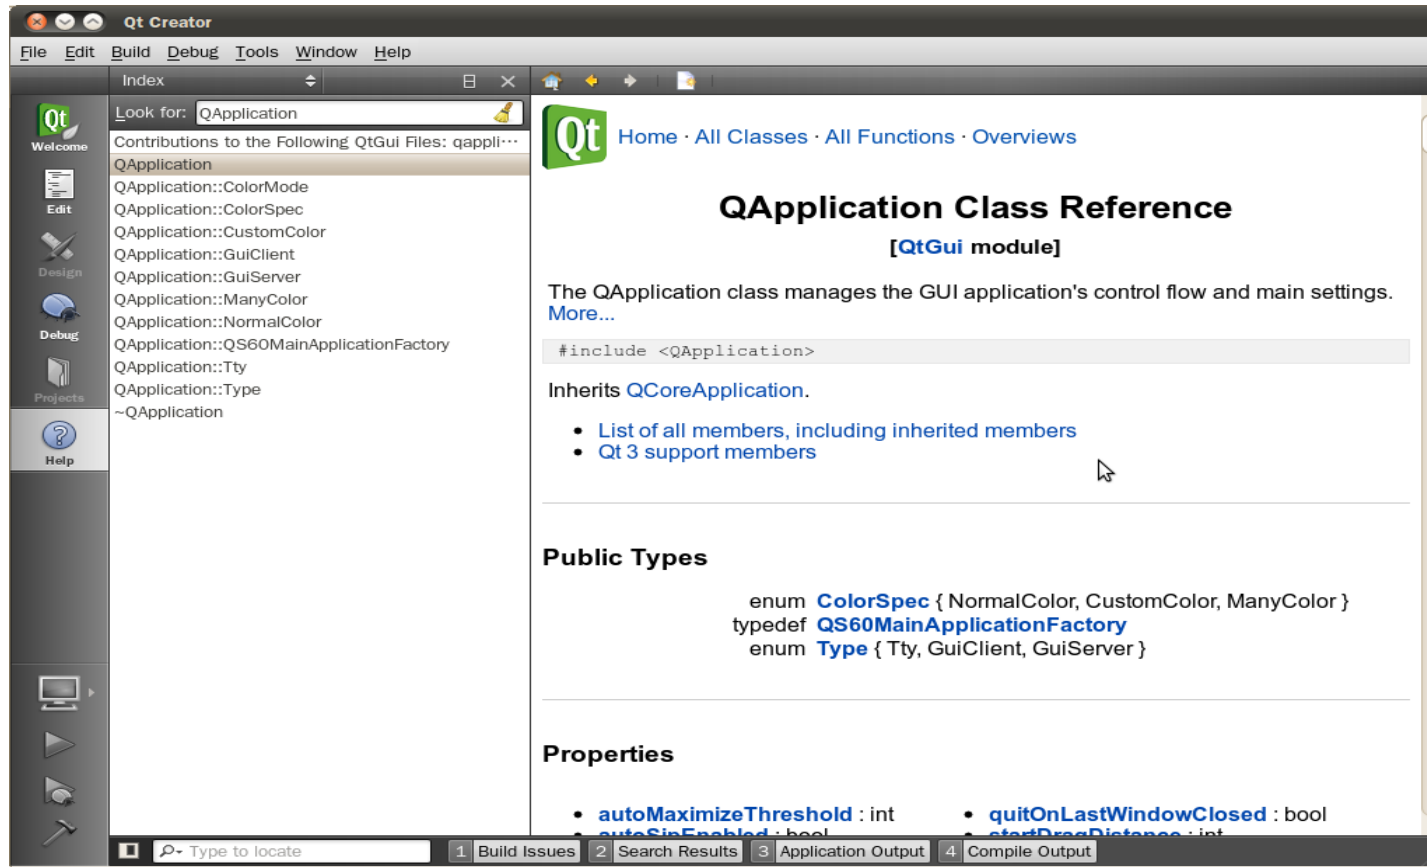 Qt Creator
File Edit Build Debug Tools Window Help
Index
Look for: QApplication
Contributions to the Following QtGui Files: qappli···
QApplication
QApplication::ColorMode
QApplication::ColorSpec
QApplication::CustomColor
QApplication::GuiClient
QApplication::GuiServer
QApplication::ManyColor
QApplication::NormalColor
QApplication::QS60MainApplicationFactory
QApplication::Tty
QApplication::Type
~QApplication
Qt
Welcome
Edit
Design
Debug
Projects
Help
Qt
Home · All Classes · All Functions · Overviews
QApplication Class Reference
[QtGui module]
The QApplication class manages the GUI application's control flow and main settings.
More...
#include <QApplication>
Inherits QCoreApplication.
• List of all members, including inherited members
• Qt 3 support members
Public Types
enum ColorSpec { NormalColor, CustomColor, ManyColor }
typedef QS60MainApplicationFactory
enum Type { Tty, GuiClient, GuiServer }
Properties
• autoMaximizeThreshold : int
• quitOnLastWindowClosed : bool
• autoSipEnabled : bool
• startDragDistance : int
Type to locate
1 Build Issues 2 Search Results 3 Application Output 4 Compile Output